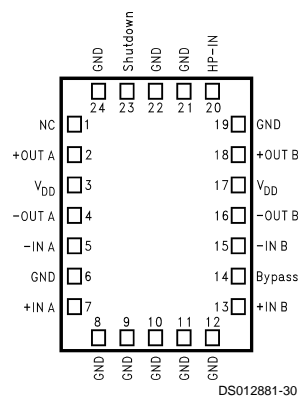 GND Shutdown GND GND HP-IN
24 23 22 21 20
NC 1 19 GND
+OUT A 2 18 +OUT B
VDD 3 17 VDD
−OUT A 4 16 −OUT B
−IN A 5 15 −IN B
GND 6 14 Bypass
+IN A 7 13 +IN B
8 9 10 11 12
GND GND GND GND GND
DS012881-30